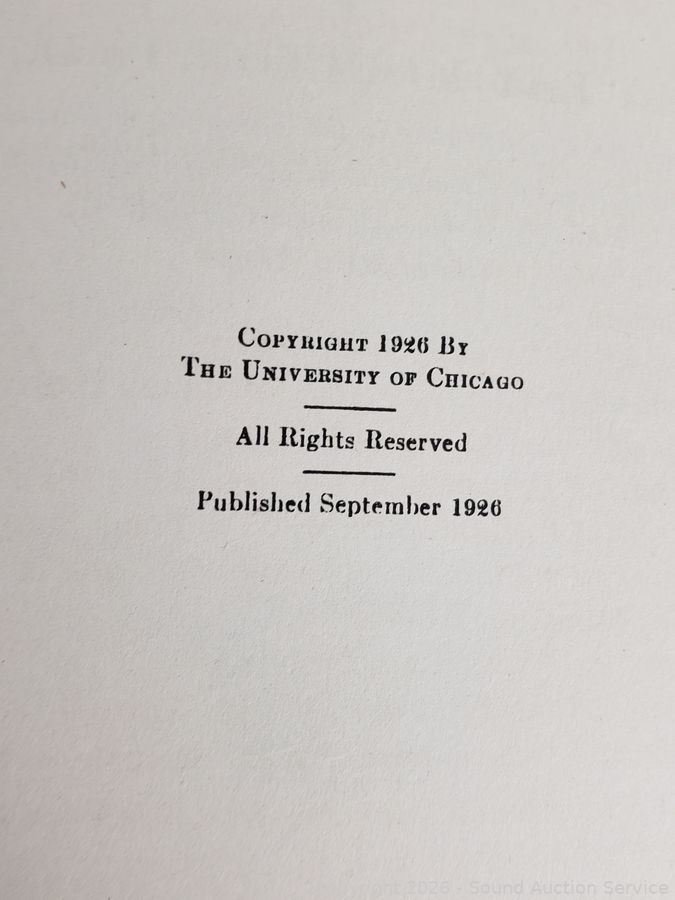 Copyright 1926 By
The University of Chicago
All Rights Reserved
Published September 1926
Copyright 2026 - Sound Auction Service